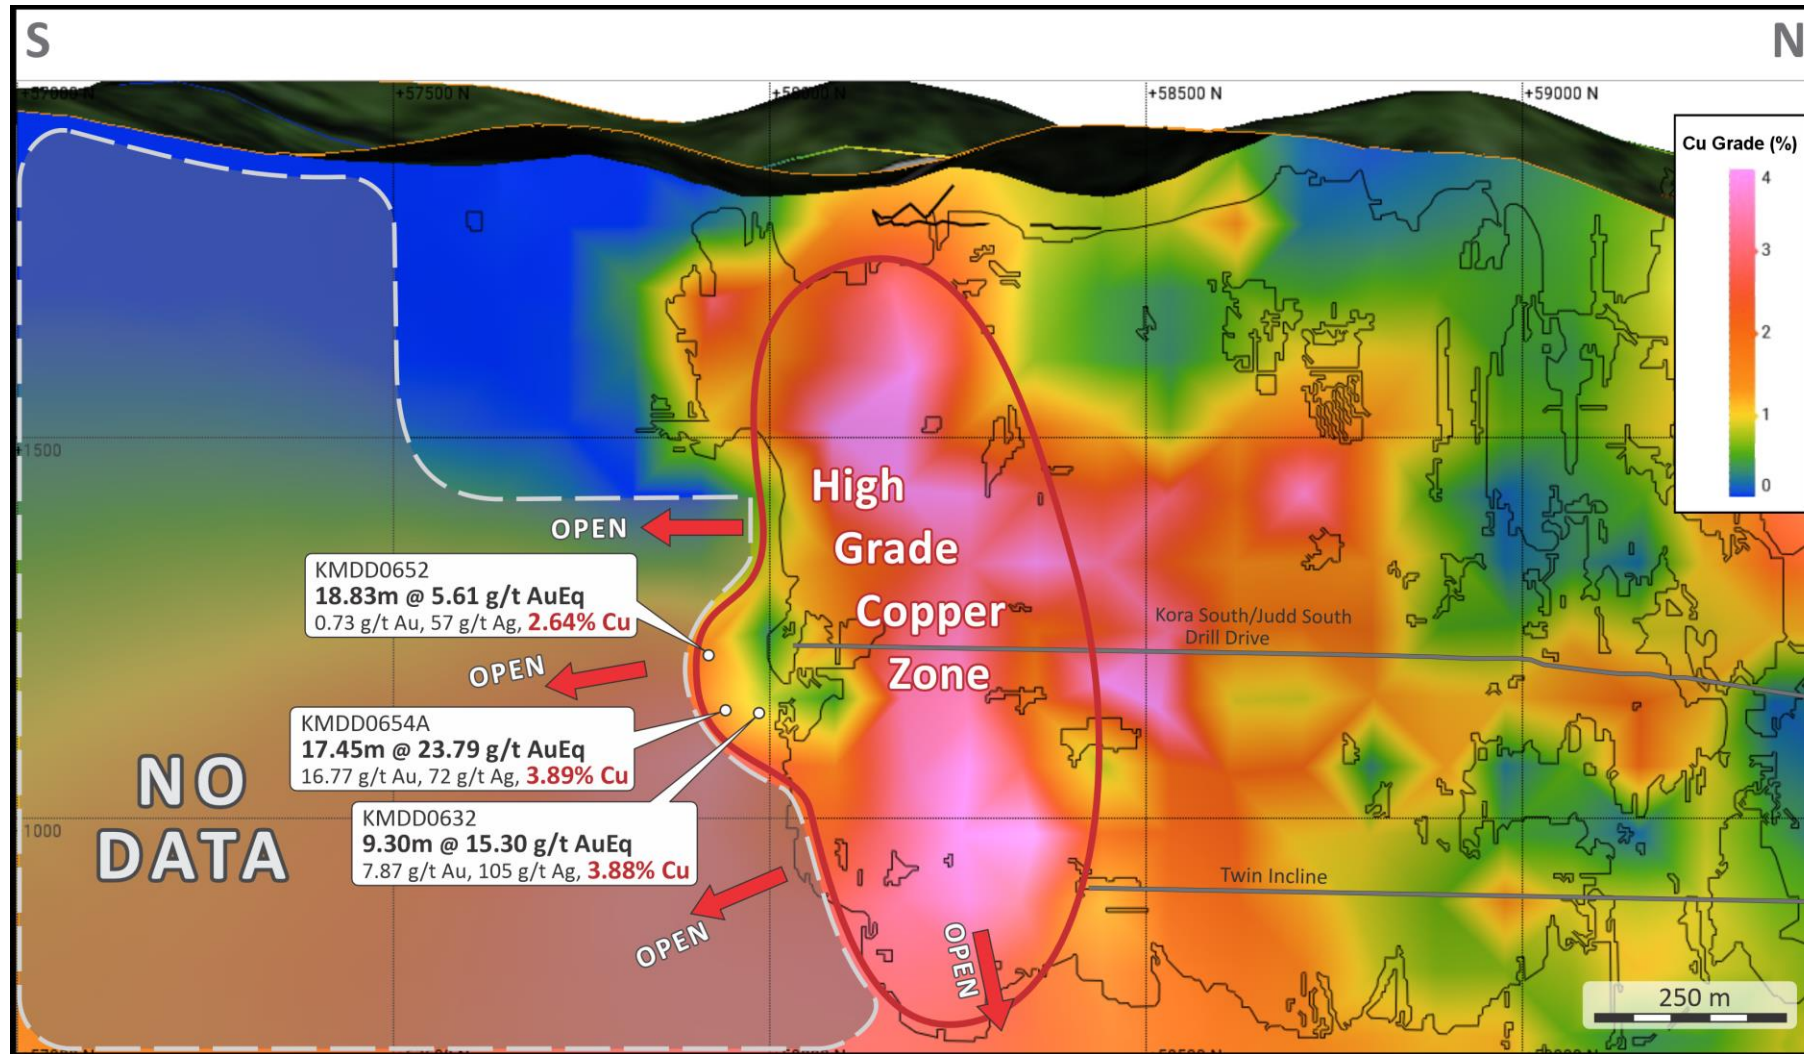 S
N
+57000 N
+57500 N
+58000 N
+58500 N
+59000 N
Cu Grade (%)
4
3
2
1
0
1500
High
Grade
Copper
Zone
OPEN
KMDD0652
18.83m @ 5.61 g/t AuEq
0.73 g/t Au, 57 g/t Ag, 2.64% Cu
Kora South/Judd South
Drill Drive
OPEN
KMDD0654A
17.45m @ 23.79 g/t AuEq
16.77 g/t Au, 72 g/t Ag, 3.89% Cu
NO
DATA
KMDD0632
9.30m @ 15.30 g/t AuEq
7.87 g/t Au, 105 g/t Ag, 3.88% Cu
1000
Twin Incline
OPEN
OPEN
250 m